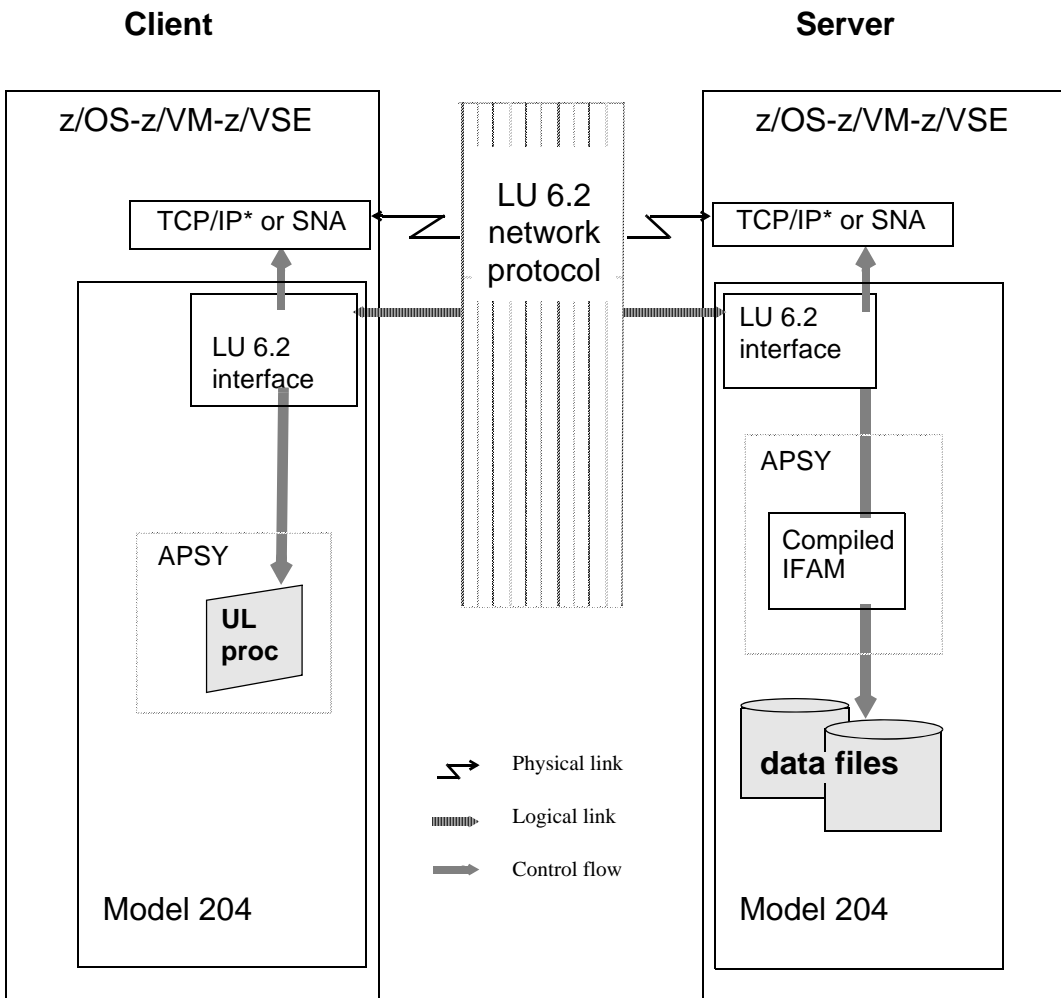 Client
Server
z/OS-z/VM-z/VSE
z/OS-z/VM-z/VSE
LU 6.2
network
protocol
TCP/IP* or SNA
TCP/IP* or SNA
LU 6.2
interface
LU 6.2
interface
APSY
Compiled
IFAM
APSY
UL
proc
data files
Physical link
Logical link
Control flow
Model 204
Model 204